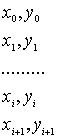 x₀,y₀
x₁,y₁
.........
xᵢ,yᵢ
xᵢ₊₁,yᵢ₊₁